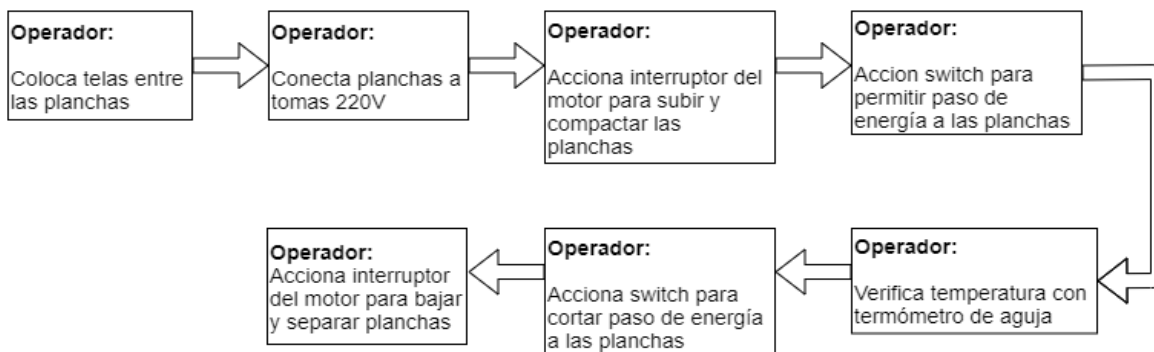 Operador:
Coloca telas entre
las planchas
Operador:
Conecta planchas a
tomas 220V
Operador:
Acciona interruptor del
motor para subir y
compactar las
planchas
Operador:
Accion switch para
permitir paso de
energía a las planchas
Operador:
Verifica temperatura con
termómetro de aguja
Operador:
Acciona switch para
cortar paso de energía
a las planchas
Operador:
Acciona interruptor
del motor para bajar
y separar planchas